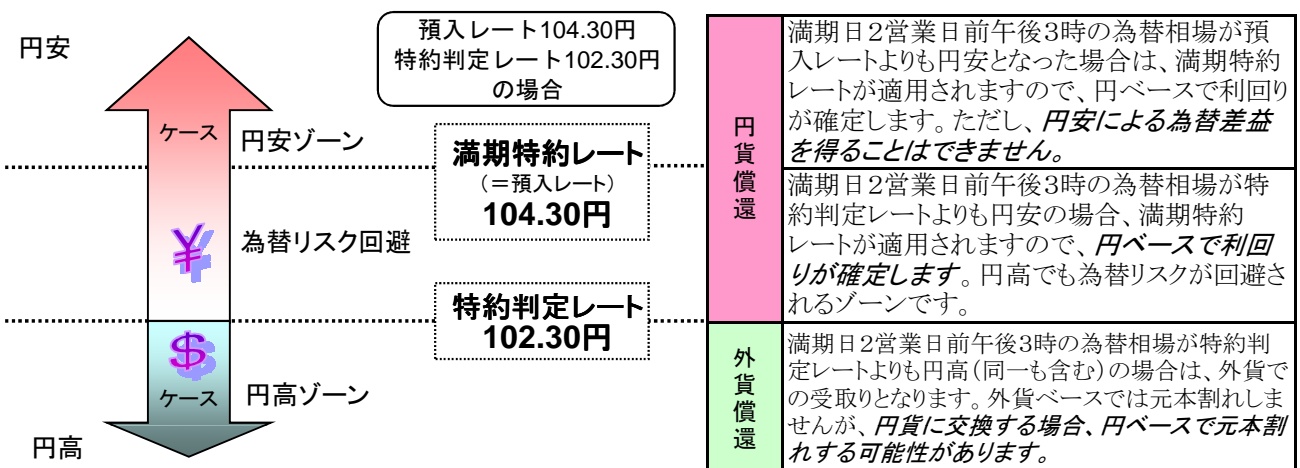 円安
預入レート104.30円
特約判定レート102.30円
の場合
ケース
円安ゾーン
満期特約レート
(=預入レート)
104.30円
¥
為替リスク回避
特約判定レート
102.30円
$
ケース
円高ゾーン
円高
円貨償還
満期日2営業日前午後3時の為替相場が預
入レートよりも円安となった場合は、満期特約
レートが適用されますので、円ベースで利回り
が確定します。ただし、円安による為替差益
を得ることはできません。
満期日2営業日前午後3時の為替相場が特
約判定レートよりも円安の場合、満期特約
レートが適用されますので、円ベースで利回
りが確定します。円高でも為替リスクが回避さ
れるゾーンです。
外貨償還
満期日2営業日前午後3時の為替相場が特約判
定レートよりも円高(同一も含む)の場合は、外貨で
の受取りとなります。外貨ベースでは元本割れしま
せんが、円貨に交換する場合、円ベースで元本割
れする可能性があります。